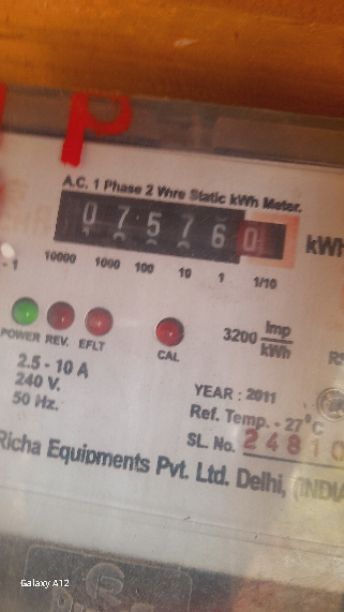 P
A.C. 1 Phase 2 Wire Static kWh Meter.
0 7 5 7 6 0 kWh
10000 1000 100 10 1 1/10
POWER REV. EFLT CAL
3200 Imp/kWh
2.5 - 10 A
240 V.
50 Hz.
YEAR : 2011
Ref. Temp. - 27°C
SL. No. 24810
Richa Equipments Pvt. Ltd. Delhi, (INDIA
Galaxy A12